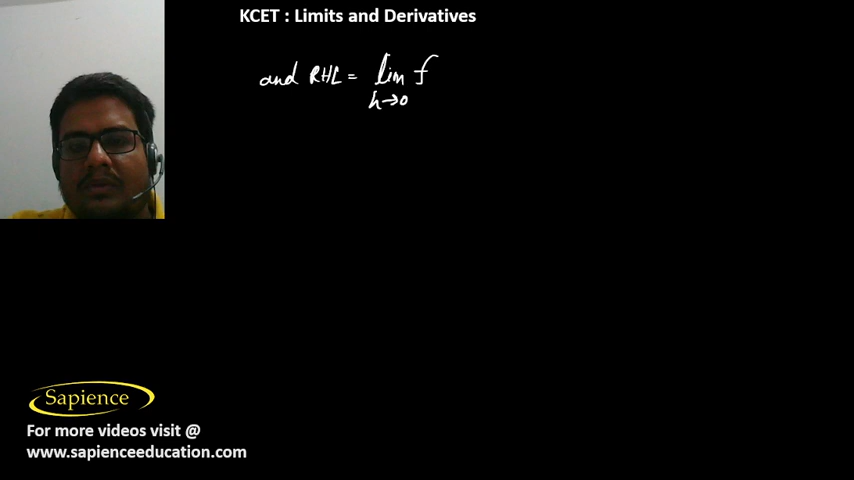 KCET : Limits and Derivatives
and RHL = lim f
h→0
Sapience
For more videos visit @
www.sapienceeducation.com